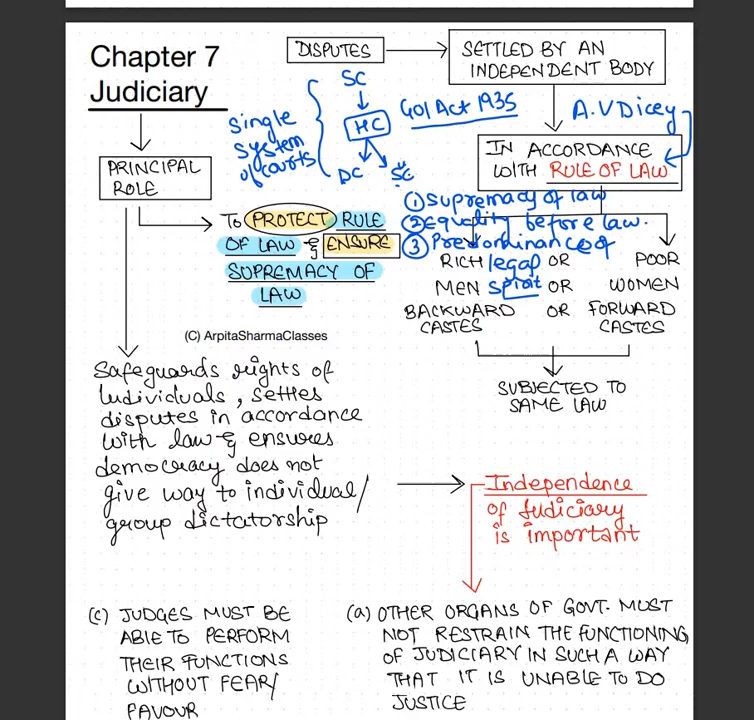 Chapter 7
Judiciary
DISPUTES
SETTLED BY AN
INDEPENDENT BODY
SC
HC
DC
SC
Single
system
of courts
GOI Act 1935
A.V Dicey
IN ACCORDANCE
WITH RULE OF LAW
PRINCIPAL
ROLE
TO PROTECT RULE
OF LAW & ENSURE
SUPREMACY OF
LAW
① Supremacy of law
② Equality before law.
③ Predominance of
legal
spirit
RICH OR POOR
MEN OR WOMEN
BACKWARD OR FORWARD
CASTES CASTES
SUBJECTED TO
SAME LAW
(C) ArpitaSharmaClasses
Safeguards rights of
Individuals, settles
disputes in accordance
with law & ensures
democracy does not
give way to individual/
group dictatorship
Independence
of Judiciary
is important
(c) JUDGES MUST BE
ABLE TO PERFORM
THEIR FUNCTIONS
WITHOUT FEAR/
FAVOUR
(a) OTHER ORGANS OF GOVT. MUST
NOT RESTRAIN THE FUNCTIONING
OF JUDICIARY IN SUCH A WAY
THAT IT IS UNABLE TO DO
JUSTICE